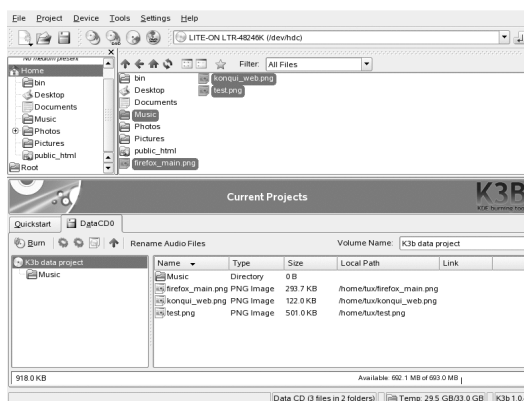 File Project Device Tools Settings Help
LITE-ON LTR-48246K (/dev/hdc)
No medium present
Filter: All Files
Home
bin
Desktop
Documents
Music
Photos
Pictures
public_html
Root
bin
Desktop
Documents
Music
Photos
Pictures
public_html
firefox_main.png
konqui_web.png
test.png
Current Projects
K3B
Quickstart DataCD0
Burn Rename Audio Files Volume Name: K3b data project
K3b data project
Music
Name Type Size Local Path Link
Music Directory 0 B
firefox_main.png PNG Image 293.7 KB /home/tux/firefox_main.png
konqui_web.png PNG Image 122.0 KB /home/tux/konqui_web.png
test.png PNG Image 501.0 KB /home/tux/test.png
918.0 KB Available: 692.1 MB of 693.0 MB
Data CD (3 files in 2 folders) Temp: 29.5 GB/33.0 GB K3b 1.0